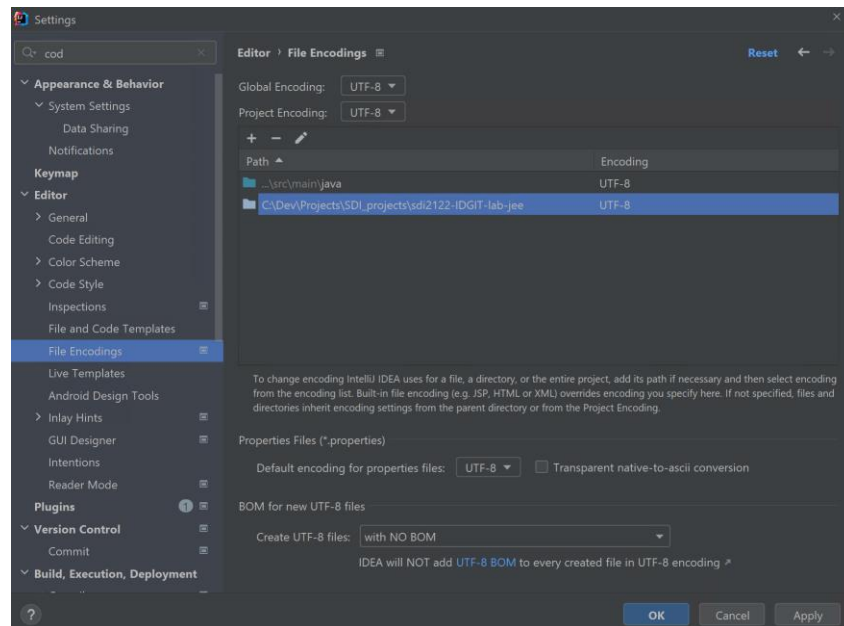 Settings
cod
Appearance & Behavior
System Settings
Data Sharing
Notifications
Keymap
Editor
General
Code Editing
Color Scheme
Code Style
Inspections
File and Code Templates
File Encodings
Live Templates
Android Design Tools
Inlay Hints
GUI Designer
Intentions
Reader Mode
Plugins 1
Version Control
Commit
Build, Execution, Deployment
Editor › File Encodings
Reset
Global Encoding: UTF-8
Project Encoding: UTF-8
Path Encoding
...\src\main\java UTF-8
C:\Dev\Projects\SDI_projects\sdi2122-IDGIT-lab-jee UTF-8
To change encoding IntelliJ IDEA uses for a file, a directory, or the entire project, add its path if necessary and then select encoding
from the encoding list. Built-in file encoding (e.g. JSP, HTML or XML) overrides encoding you specify here. If not specified, files and
directories inherit encoding settings from the parent directory or from the Project Encoding.
Properties Files (*.properties)
Default encoding for properties files: UTF-8 Transparent native-to-ascii conversion
BOM for new UTF-8 files
Create UTF-8 files: with NO BOM
IDEA will NOT add UTF-8 BOM to every created file in UTF-8 encoding ↗
?
OK Cancel Apply